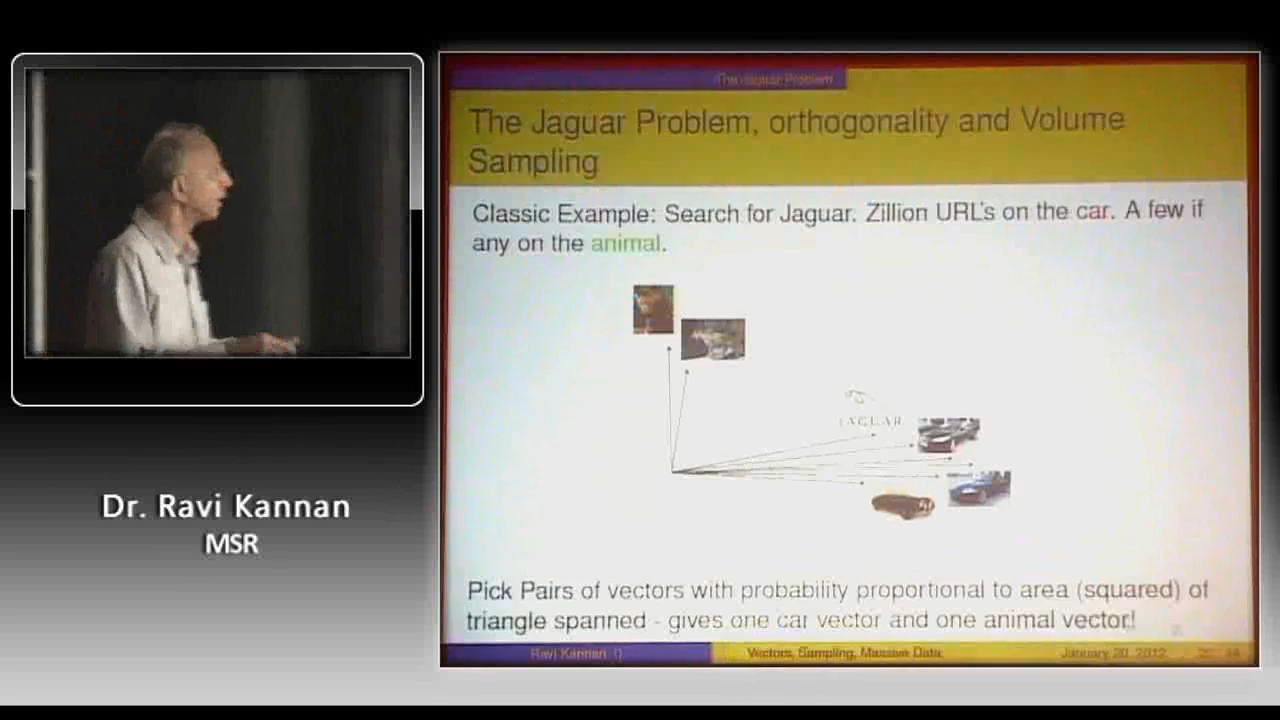 The Jaguar Problem
The Jaguar Problem, orthogonality and Volume
Sampling
Classic Example: Search for Jaguar. Zillion URL's on the car. A few if
any on the animal.
JAGUAR
Pick Pairs of vectors with probability proportional to area (squared) of
triangle spanned - gives one car vector and one animal vector!
Dr. Ravi Kannan
MSR
Ravi Kannan ()
Vectors, Sampling, Massive Data
January 20, 2012